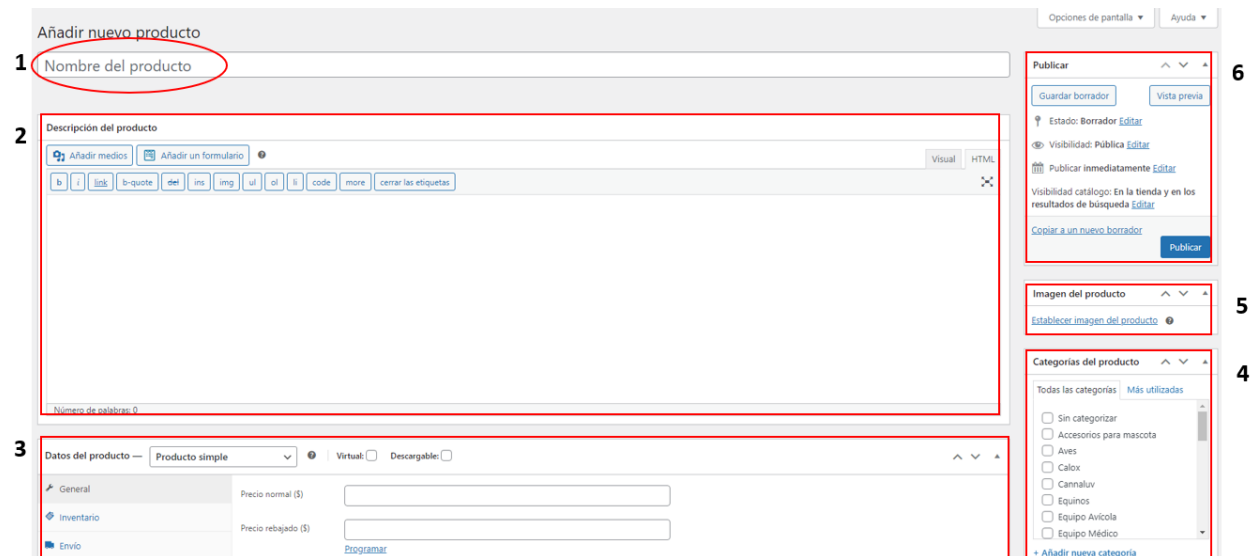 Opciones de pantalla
Ayuda
Añadir nuevo producto
1
Nombre del producto
2
Descripción del producto
Añadir medios
Añadir un formulario
Visual
HTML
b
i
link
b-quote
del
ins
img
ul
ol
li
code
more
cerrar las etiquetas
Número de palabras: 0
3
Datos del producto — Producto simple
Virtual:
Descargable:
General
Inventario
Envío
Precio normal ($)
Precio rebajado ($)
Programar
6
Publicar
Guardar borrador
Vista previa
Estado: Borrador Editar
Visibilidad: Pública Editar
Publicar inmediatamente Editar
Visibilidad catálogo: En la tienda y en los
resultados de búsqueda Editar
Copiar a un nuevo borrador
Publicar
5
Imagen del producto
Establecer imagen del producto
4
Categorías del producto
Todas las categorías
Más utilizadas
Sin categorizar
Accesorios para mascota
Aves
Calox
Cannaluv
Equinos
Equipo Avícola
Equipo Médico
+ Añadir nueva categoría